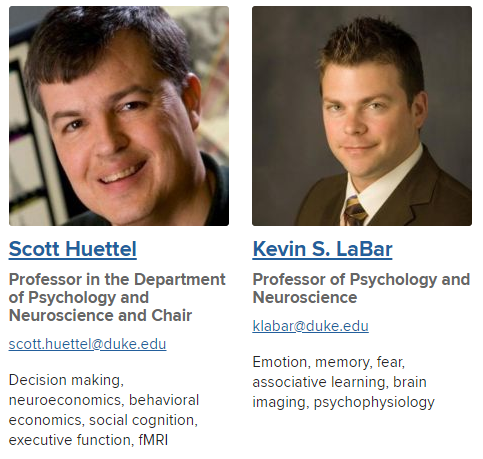 Scott Huettel
Professor in the Department
of Psychology and
Neuroscience and Chair
scott.huettel@duke.edu
Decision making,
neuroeconomics, behavioral
economics, social cognition,
executive function, fMRI
Kevin S. LaBar
Professor of Psychology and
Neuroscience
klabar@duke.edu
Emotion, memory, fear,
associative learning, brain
imaging, psychophysiology